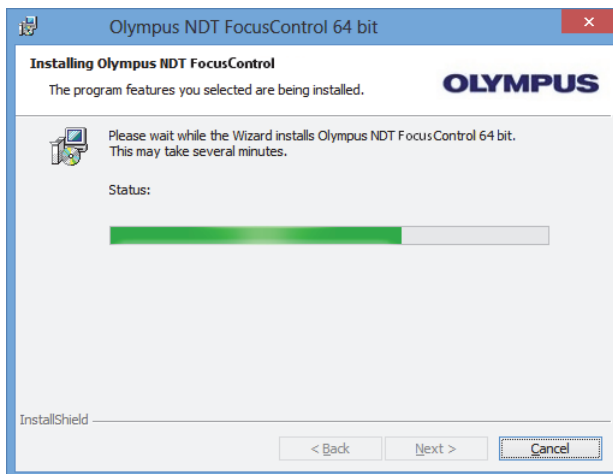 Olympus NDT FocusControl 64 bit
Installing Olympus NDT FocusControl
The program features you selected are being installed.
OLYMPUS
Please wait while the Wizard installs Olympus NDT FocusControl 64 bit.
This may take several minutes.
Status:
InstallShield
< Back
Next >
Cancel